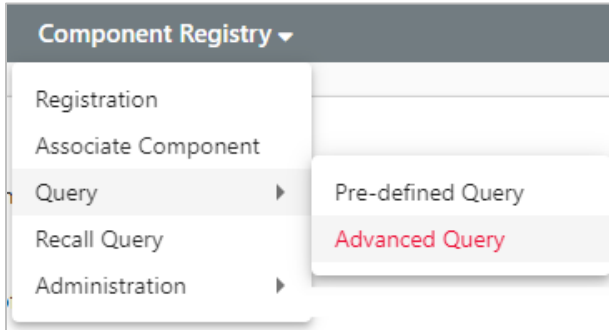 Component Registry
Registration
Associate Component
Query
Pre-defined Query
Advanced Query
Recall Query
Administration